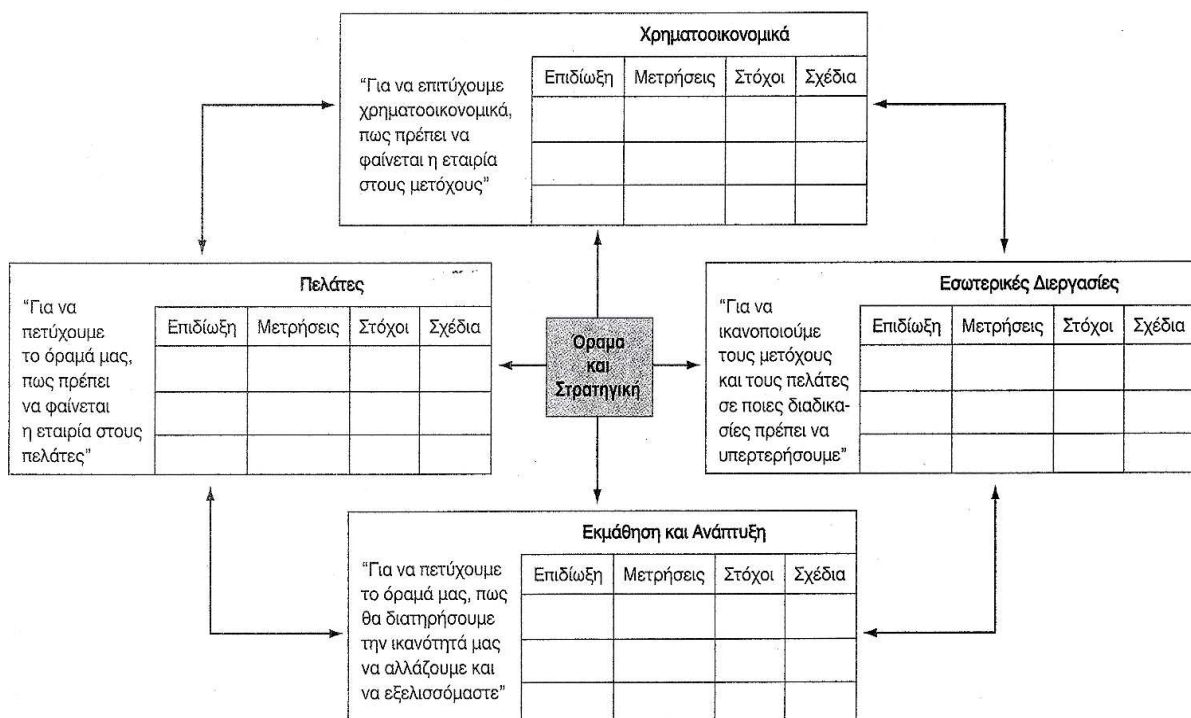 Χρηματοοικονομικά
“Για να επιτύχουμε
χρηματοοικονομικά,
πως πρέπει να
φαίνεται η εταιρία
στους μετόχους”
Επιδίωξη Μετρήσεις Στόχοι Σχέδια
Πελάτες
“Για να
πετύχουμε
το όραμά μας,
πως πρέπει
να φαίνεται
η εταιρία στους
πελάτες”
Επιδίωξη Μετρήσεις Στόχοι Σχέδια
Όραμα
και
Στρατηγική
Εσωτερικές Διεργασίες
“Για να
ικανοποιούμε
τους μετόχους
και τους πελάτες
σε ποιες διαδικα-
σίες πρέπει να
υπερτερήσουμε”
Επιδίωξη Μετρήσεις Στόχοι Σχέδια
Εκμάθηση και Ανάπτυξη
“Για να πετύχουμε
το όραμά μας, πως
θα διατηρήσουμε
την ικανότητά μας
να αλλάζουμε και
να εξελισσόμαστε”
Επιδίωξη Μετρήσεις Στόχοι Σχέδια